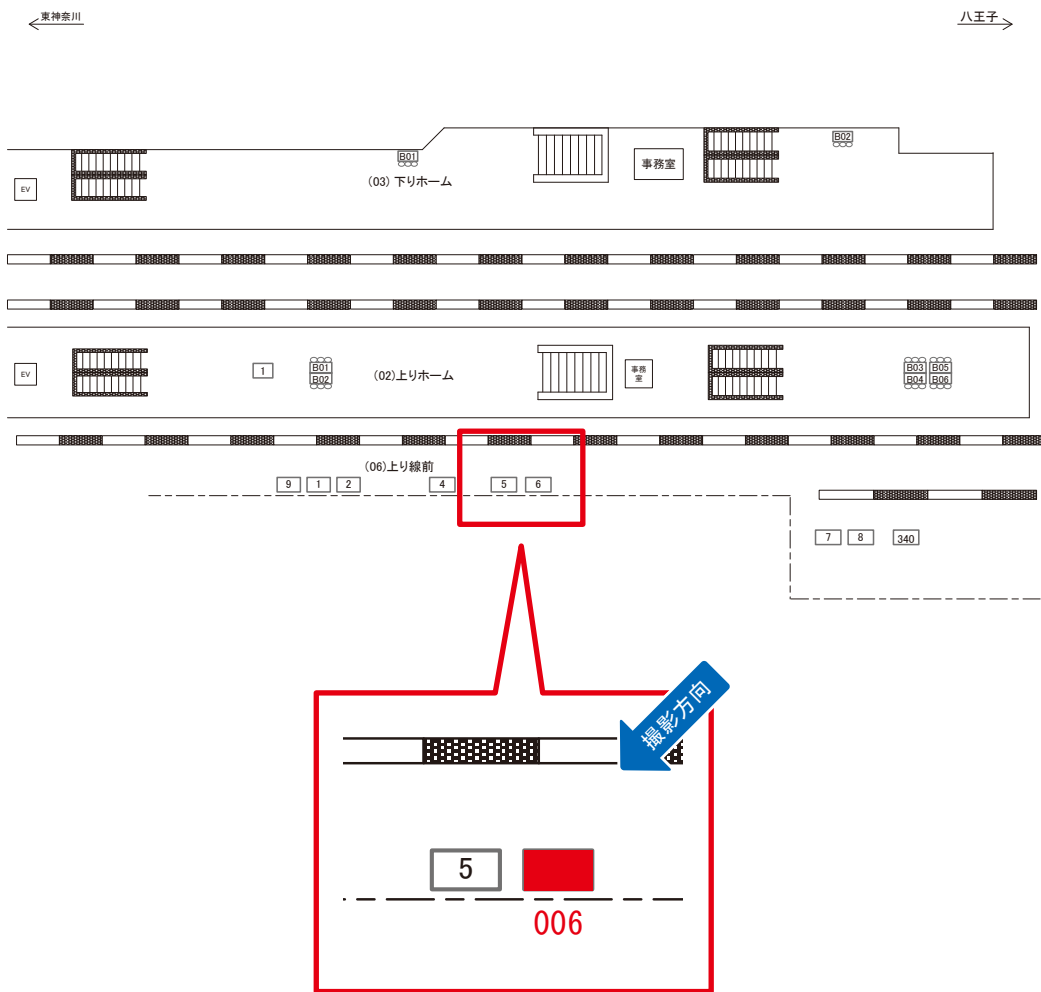 東神奈川
八王子
B02
B01
事務室
(03) 下りホーム
EV
1
B01
B02
(02)上りホーム
EV
事務
室
B03 B05
B04 B06
(06)上り線前
9 1 2 4 5 6
7 8 340
撮影方向
5
006